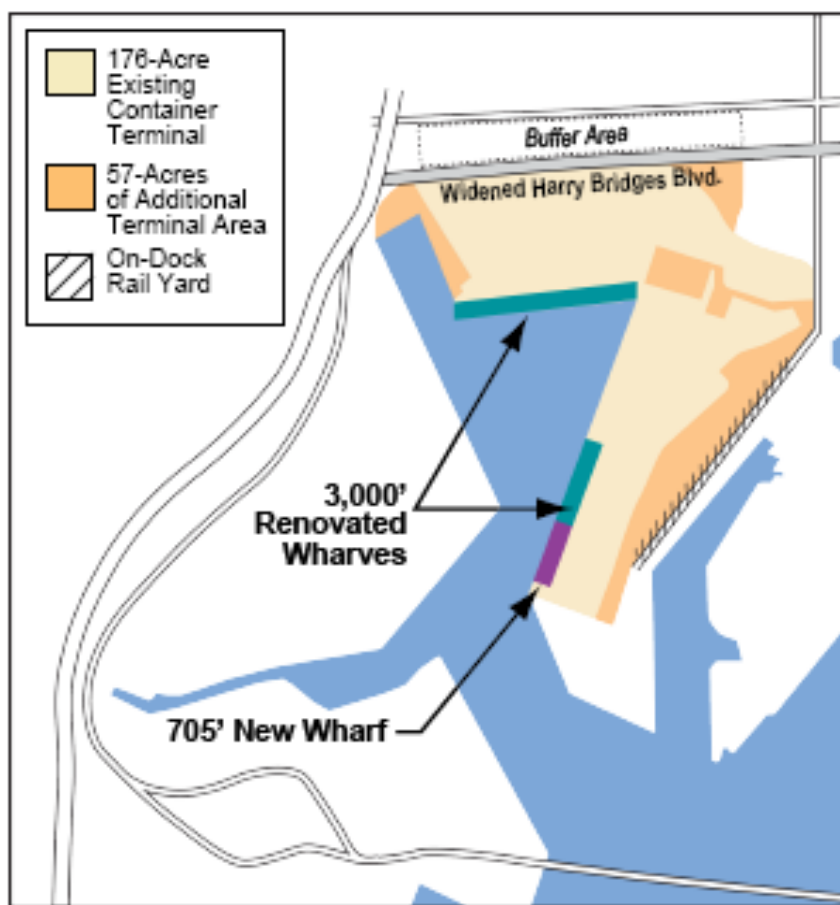 176-Acre
Existing
Container
Terminal
57-Acres
of Additional
Terminal Area
On-Dock
Rail Yard
Buffer Area
Widened Harry Bridges Blvd.
3,000'
Renovated
Wharves
705' New Wharf